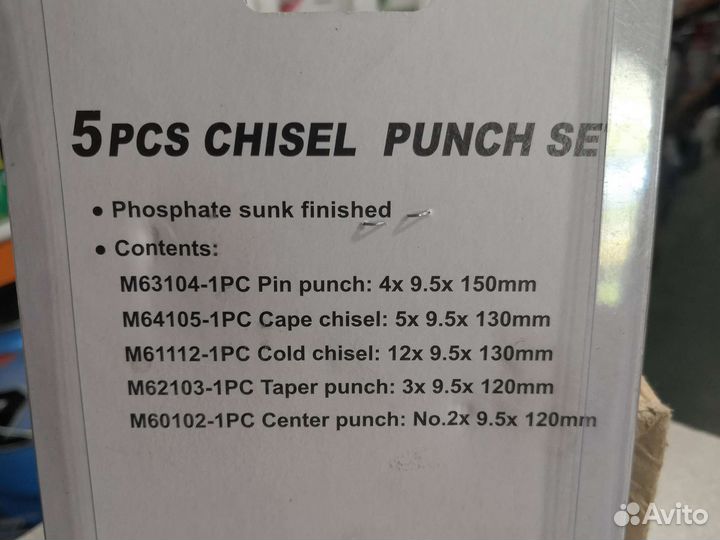 5PCS CHISEL PUNCH SE
• Phosphate sunk finished
• Contents:
M63104-1PC Pin punch: 4x 9.5x 150mm
M64105-1PC Cape chisel: 5x 9.5x 130mm
M61112-1PC Cold chisel: 12x 9.5x 130mm
M62103-1PC Taper punch: 3x 9.5x 120mm
M60102-1PC Center punch: No.2x 9.5x 120mm
Avito